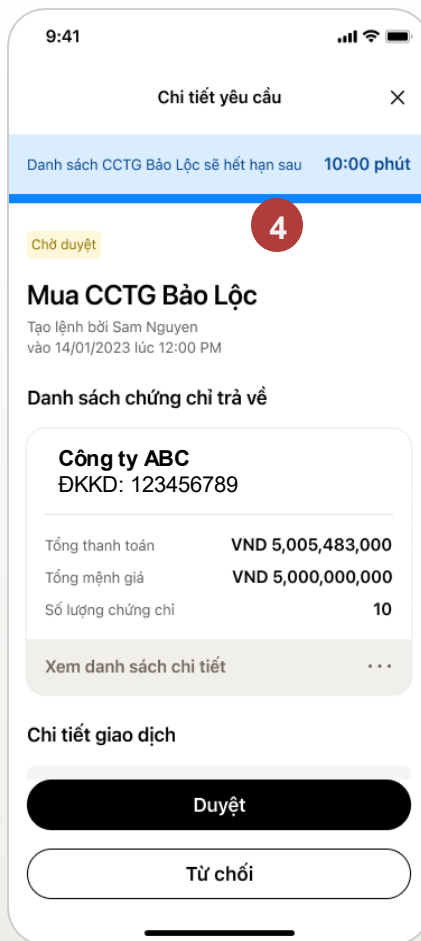 9:41
Chi tiết yêu cầu
Danh sách CCTG Bảo Lộc sẽ hết hạn sau 10:00 phút
4
Chờ duyệt
Mua CCTG Bảo Lộc
Tạo lệnh bởi Sam Nguyen
vào 14/01/2023 lúc 12:00 PM
Danh sách chứng chỉ trả về
Công ty ABC
ĐKKD: 123456789
Tổng thanh toán VND 5,005,483,000
Tổng mệnh giá VND 5,000,000,000
Số lượng chứng chỉ 10
Xem danh sách chi tiết ...
Chi tiết giao dịch
Duyệt
Từ chối